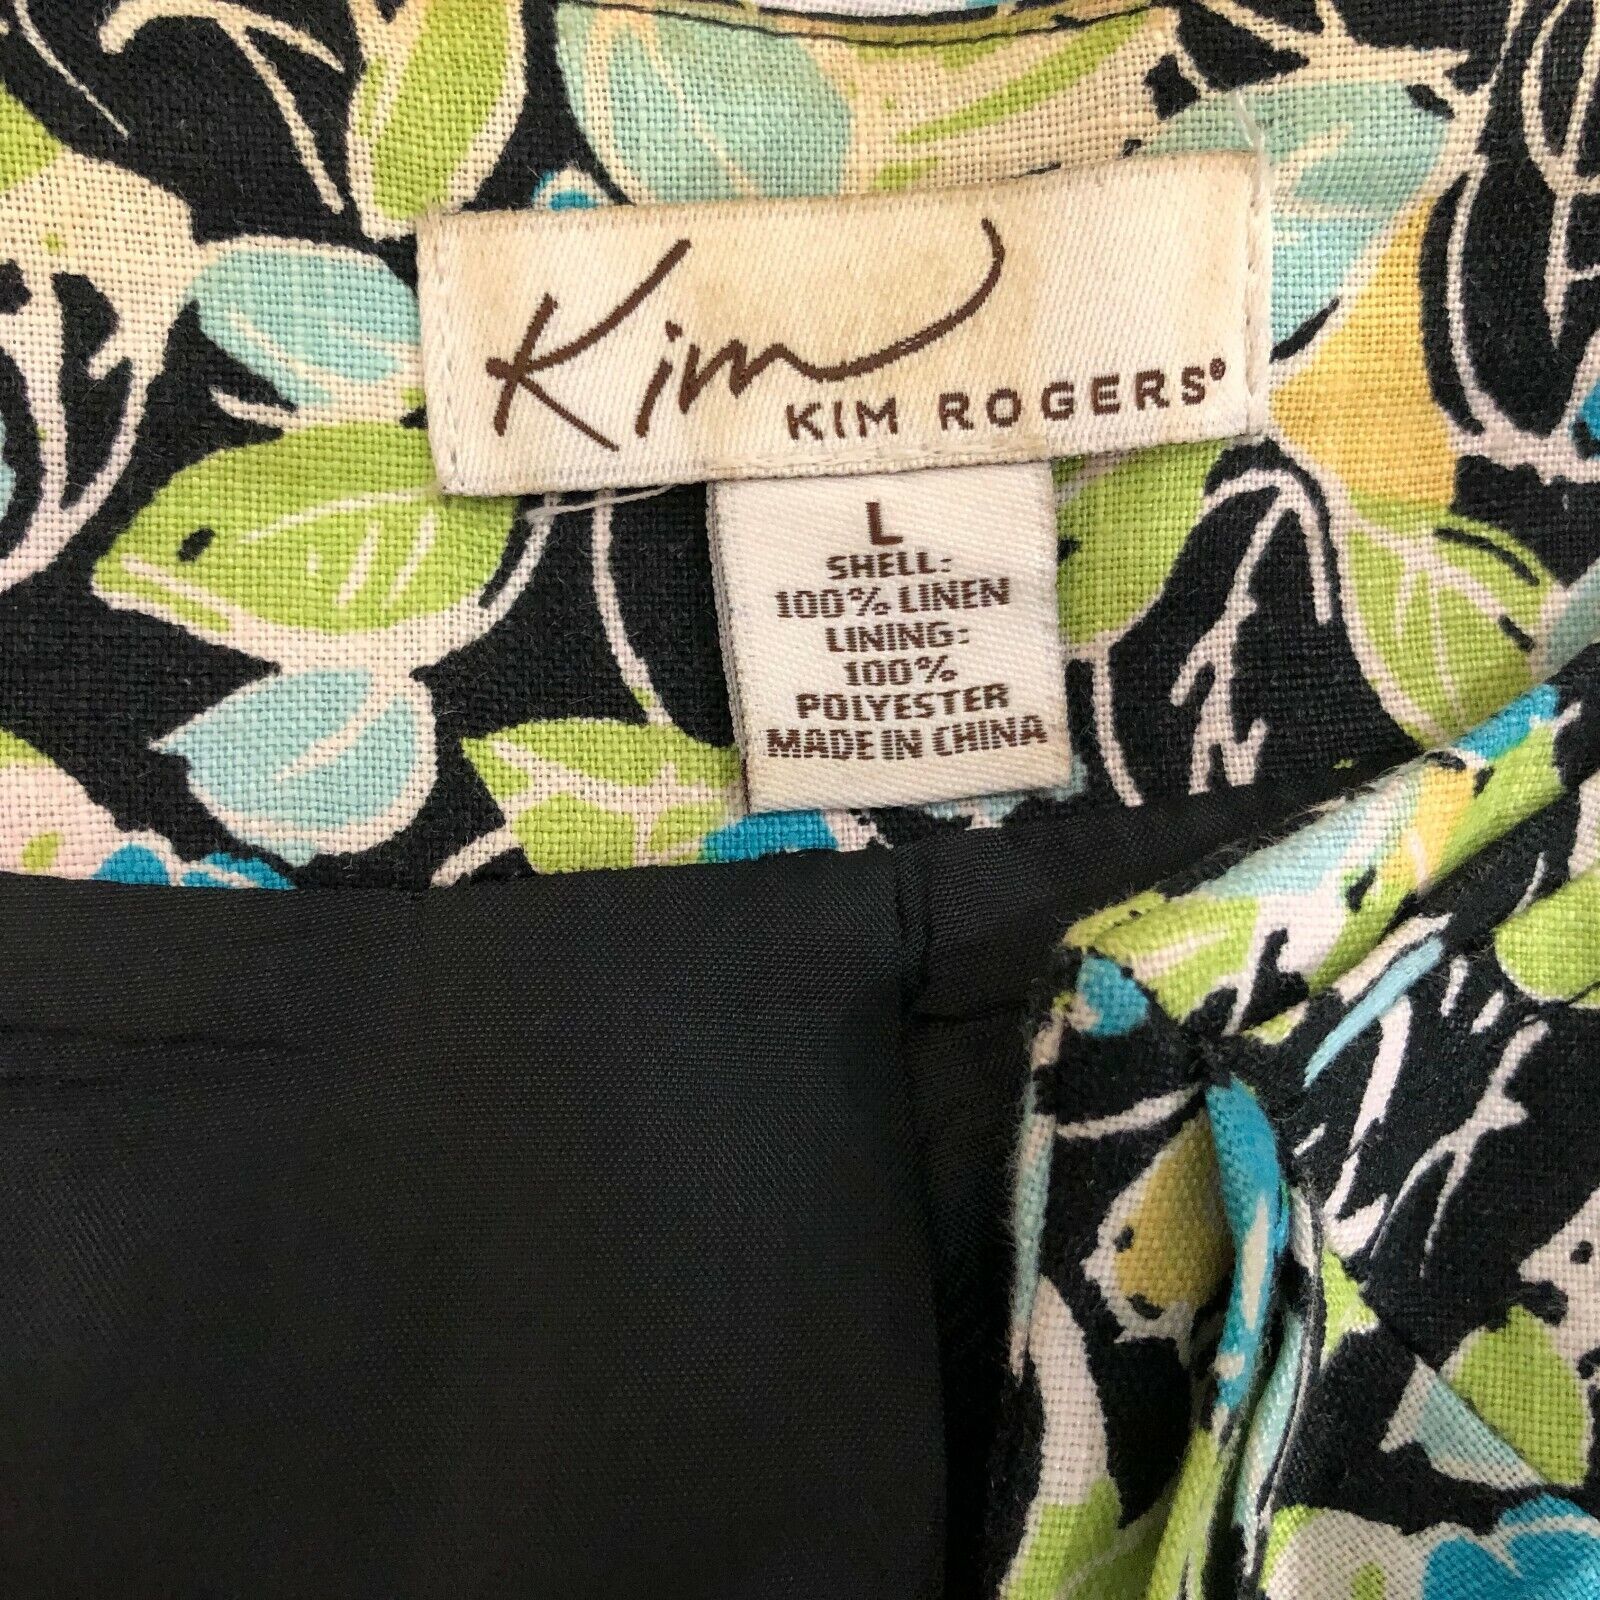 Kim
KIM ROGERS®
L
SHELL:
100% LINEN
LINING:
100%
POLYESTER
MADE IN CHINA